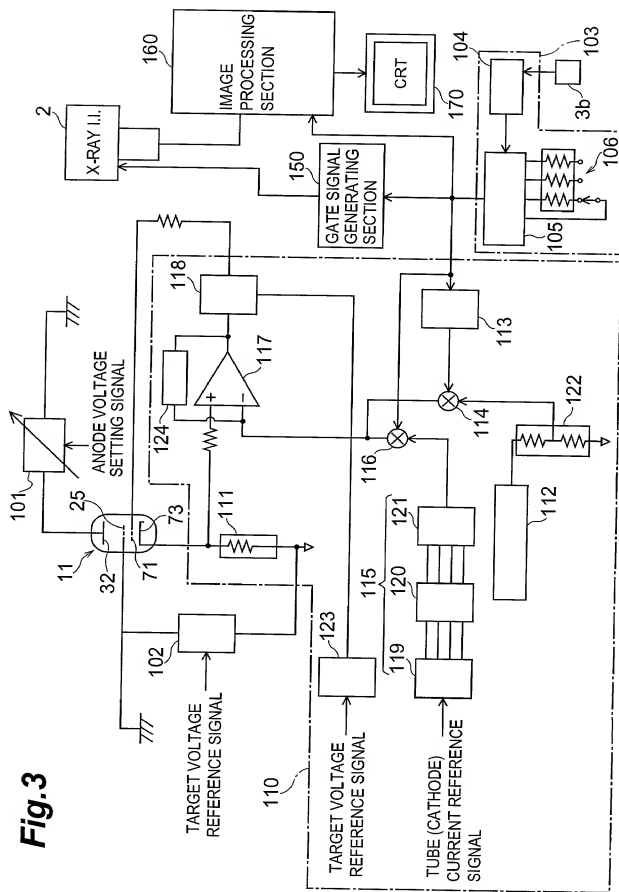 Fig.3
101
ANODE VOLTAGE
SETTING SIGNAL
11
25
32
71
73
102
TARGET VOLTAGE
REFERENCE SIGNAL
111
124
+
−
117
118
2
X-RAY I.I.
160
IMAGE
PROCESSING
SECTION
150
GATE SIGNAL
GENERATING
SECTION
CRT
170
110
123
TARGET VOLTAGE
REFERENCE SIGNAL
115
119
120
121
TUBE (CATHODE)
CURRENT REFERENCE
SIGNAL
116
114
113
112
122
104
103
3b
105
106